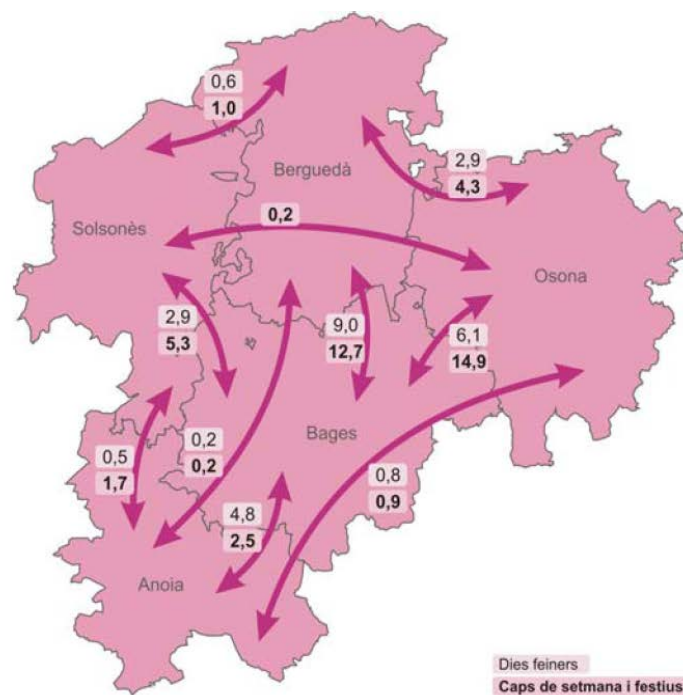 0,6
1,0
2,9
4,3
Berguedà
Solsonès
0,2
Osona
2,9
5,3
9,0
12,7
6,1
14,9
Bages
0,5
1,7
0,2
0,2
0,8
0,9
4,8
2,5
Anoia
Dies feiners
Caps de setmana i festius